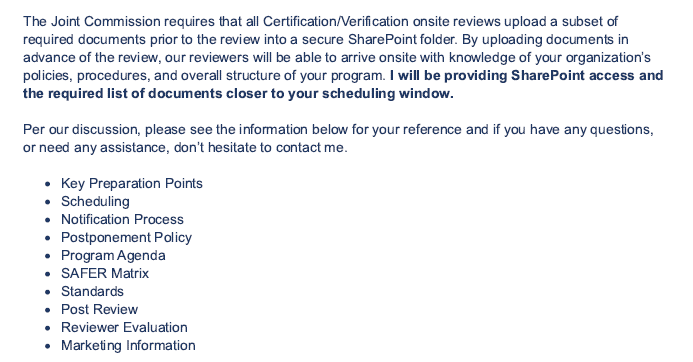 The Joint Commission requires that all Certification/Verification onsite reviews upload a subset of
required documents prior to the review into a secure SharePoint folder. By uploading documents in
advance of the review, our reviewers will be able to arrive onsite with knowledge of your organization's
policies, procedures, and overall structure of your program. I will be providing SharePoint access and
the required list of documents closer to your scheduling window.
Per our discussion, please see the information below for your reference and if you have any questions,
or need any assistance, don't hesitate to contact me.
• Key Preparation Points
• Scheduling
• Notification Process
• Postponement Policy
• Program Agenda
• SAFER Matrix
• Standards
• Post Review
• Reviewer Evaluation
• Marketing Information